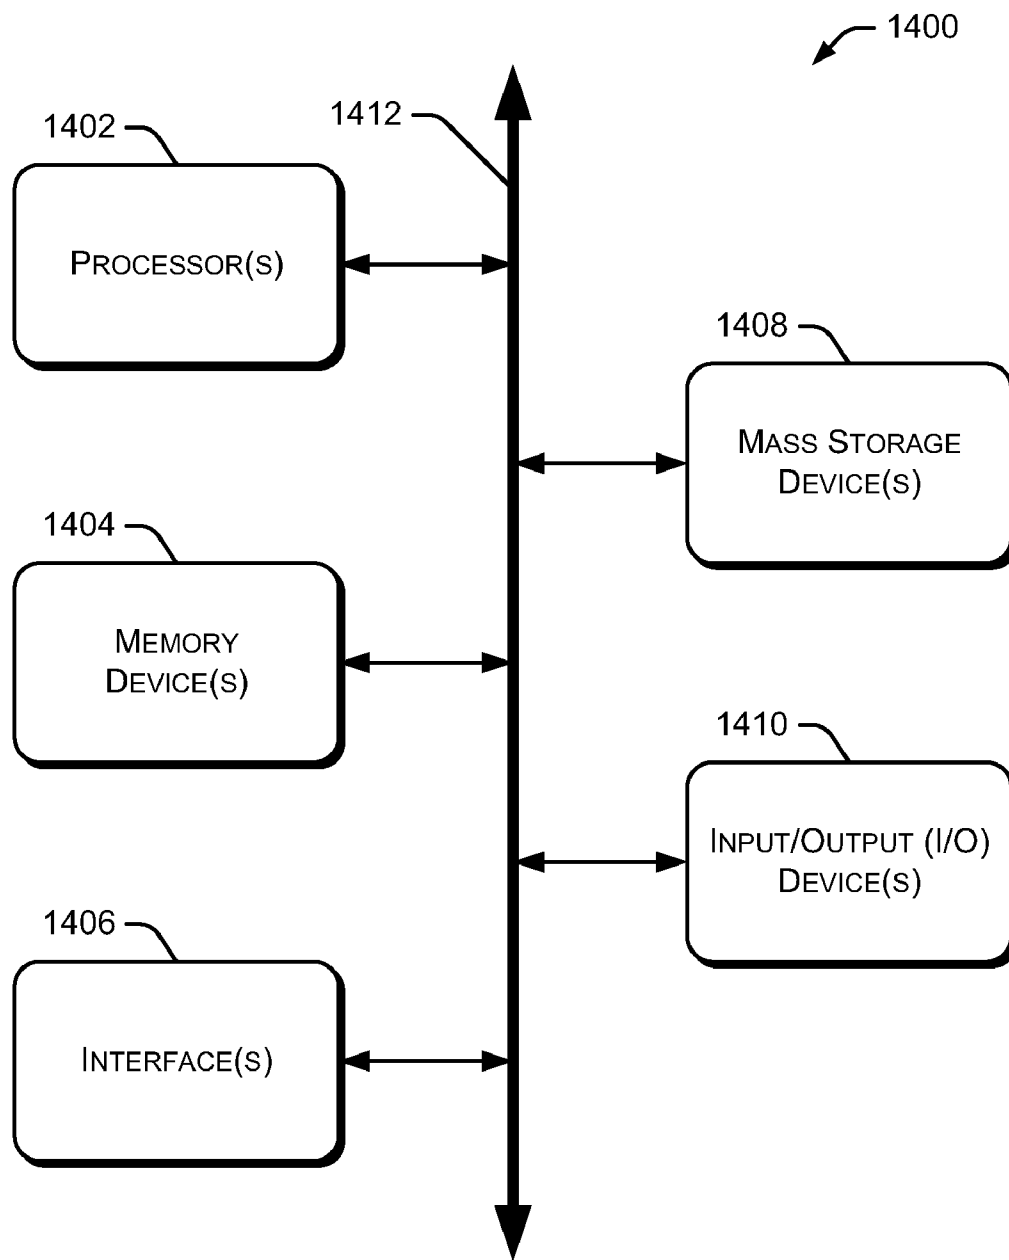 1400
1412
1402
PROCESSOR(S)
1408
MASS STORAGE
DEVICE(S)
1404
MEMORY
DEVICE(S)
1410
INPUT/OUTPUT (I/O)
DEVICE(S)
1406
INTERFACE(S)